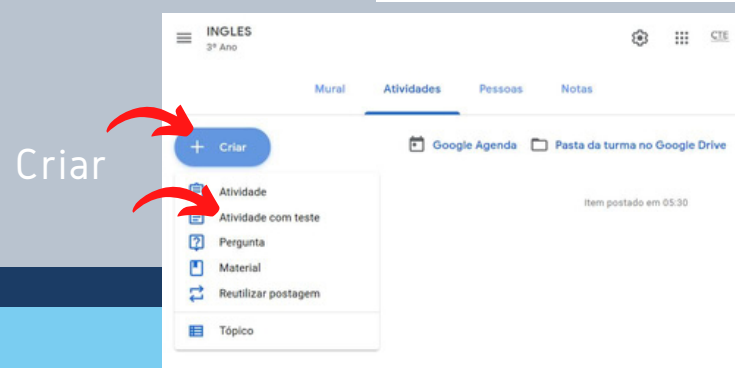 INGLES
3º Ano
CTE
Mural Atividades Pessoas Notas
Criar
+ Criar
Google Agenda Pasta da turma no Google Drive
Atividade
Item postado em 05:30
Atividade com teste
Pergunta
Material
Reutilizar postagem
Tópico